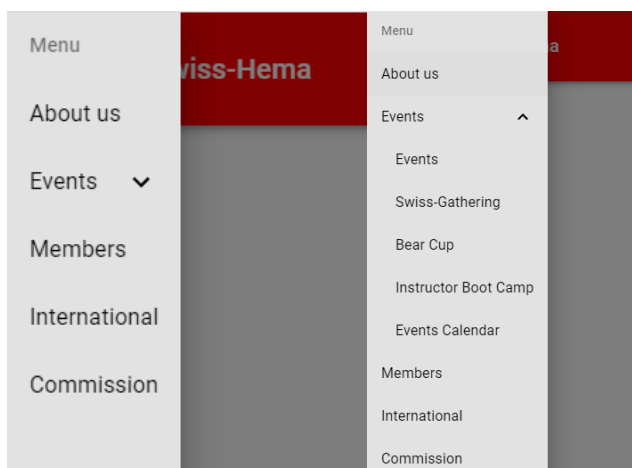 Menu
About us
Events
Members
International
Commission
wiss-Hema
Menu
About us
Events
Events
Swiss-Gathering
Bear Cup
Instructor Boot Camp
Events Calendar
Members
International
Commission
a